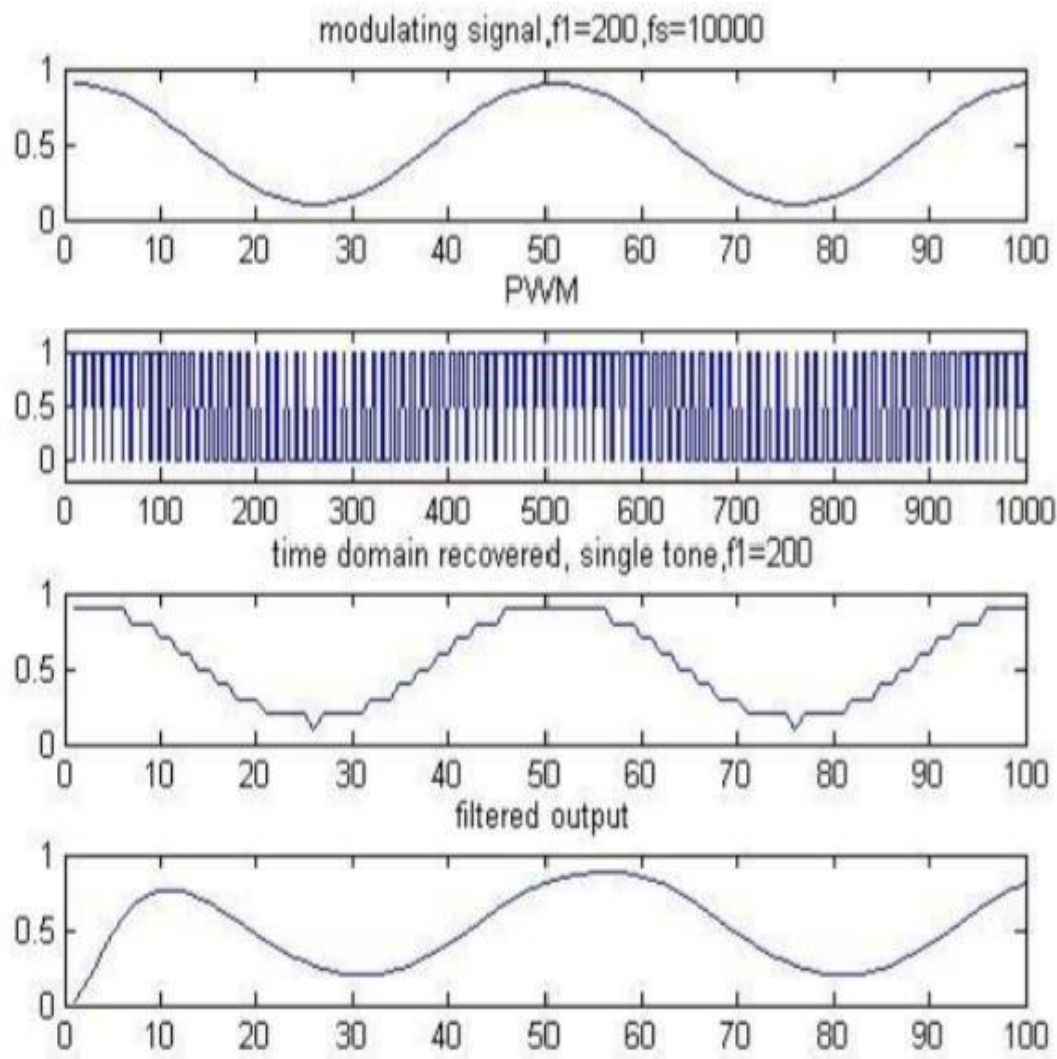 modulating signal,f1=200,fs=10000
1
0.5
0
0 10 20 30 40 50 60 70 80 90 100
PWM
1
0.5
0
0 100 200 300 400 500 600 700 800 900 1000
time domain recovered, single tone,f1=200
1
0.5
0
0 10 20 30 40 50 60 70 80 90 100
filtered output
1
0.5
0
0 10 20 30 40 50 60 70 80 90 100